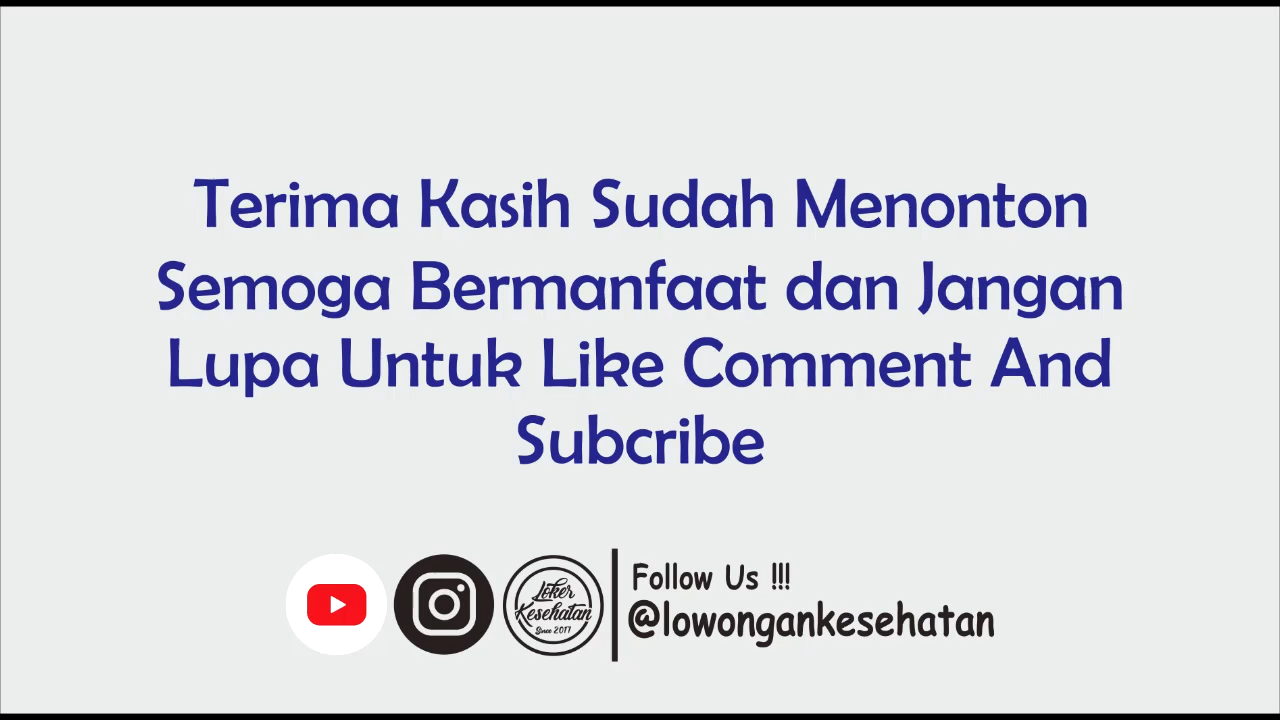 Terima Kasih Sudah Menonton
Semoga Bermanfaat dan Jangan
Lupa Untuk Like Comment And
Subcribe
Loker
Kesehatan
Since 2017
Follow Us !!!
@lowongankesehatan